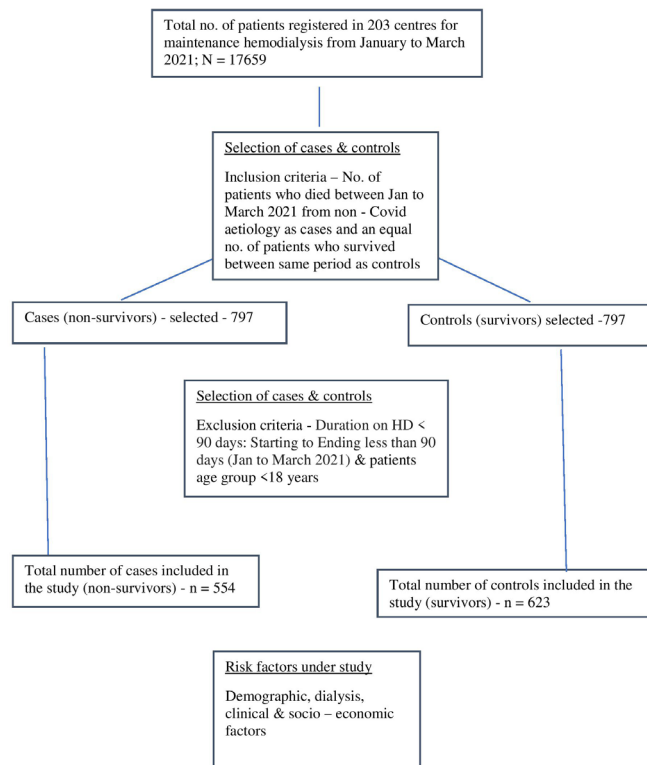 Total no. of patients registered in 203 centres for
maintenance hemodialysis from January to March
2021; N = 17659
Selection of cases & controls
Inclusion criteria – No. of
patients who died between Jan to
March 2021 from non - Covid
aetiology as cases and an equal
no. of patients who survived
between same period as controls
Cases (non-survivors) - selected - 797
Controls (survivors) selected -797
Selection of cases & controls
Exclusion criteria - Duration on HD <
90 days: Starting to Ending less than 90
days (Jan to March 2021) & patients
age group <18 years
Total number of cases included in
the study (non-survivors) - n = 554
Total number of controls included in the
study (survivors) - n = 623
Risk factors under study
Demographic, dialysis,
clinical & socio – economic
factors